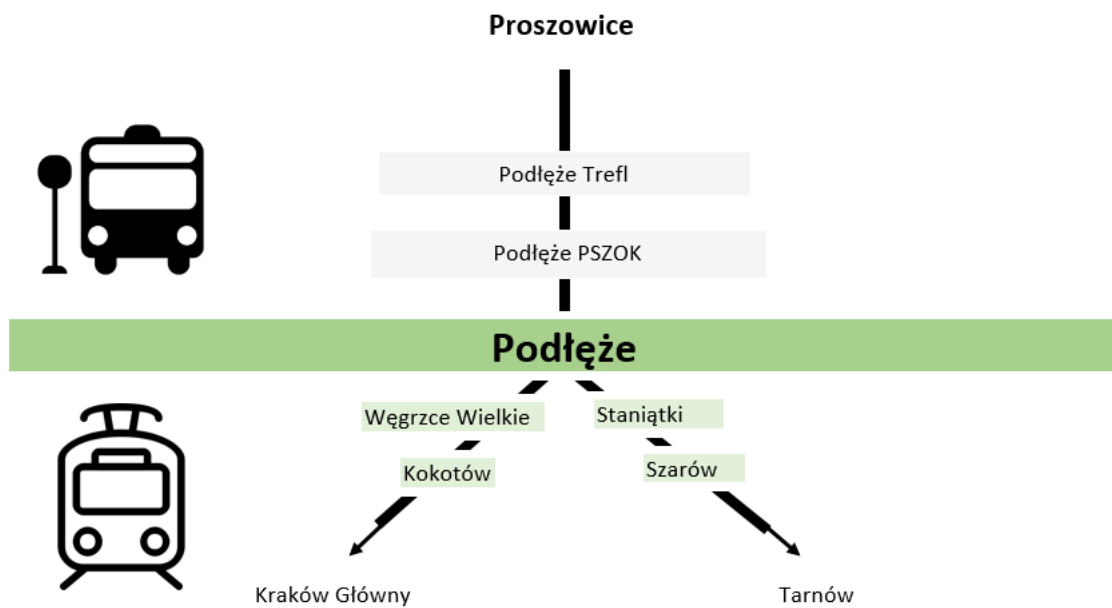 Proszowice
Podłęże Trefl
Podłęże PSZOK
Podłęże
Węgrzce Wielkie
Staniątki
Kokotów
Szarów
Kraków Główny
Tarnów